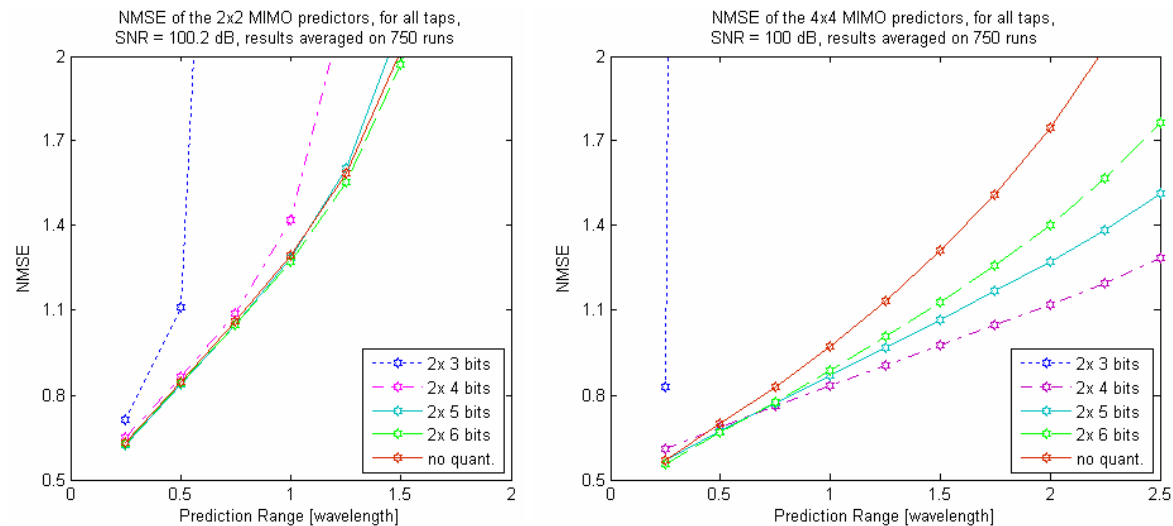 NMSE of the 2x2 MIMO predictors, for all taps,
SNR = 100.2 dB, results averaged on 750 runs
2
1.7
1.4
1.1
0.8
0.5
NMSE
0
0.5
1
1.5
2
Prediction Range [wavelength]
2x 3 bits
2x 4 bits
2x 5 bits
2x 6 bits
no quant.
NMSE of the 4x4 MIMO predictors, for all taps,
SNR = 100 dB, results averaged on 750 runs
2
1.7
1.4
1.1
0.8
0.5
NMSE
0
0.5
1
1.5
2
2.5
Prediction Range [wavelength]
2x 3 bits
2x 4 bits
2x 5 bits
2x 6 bits
no quant.